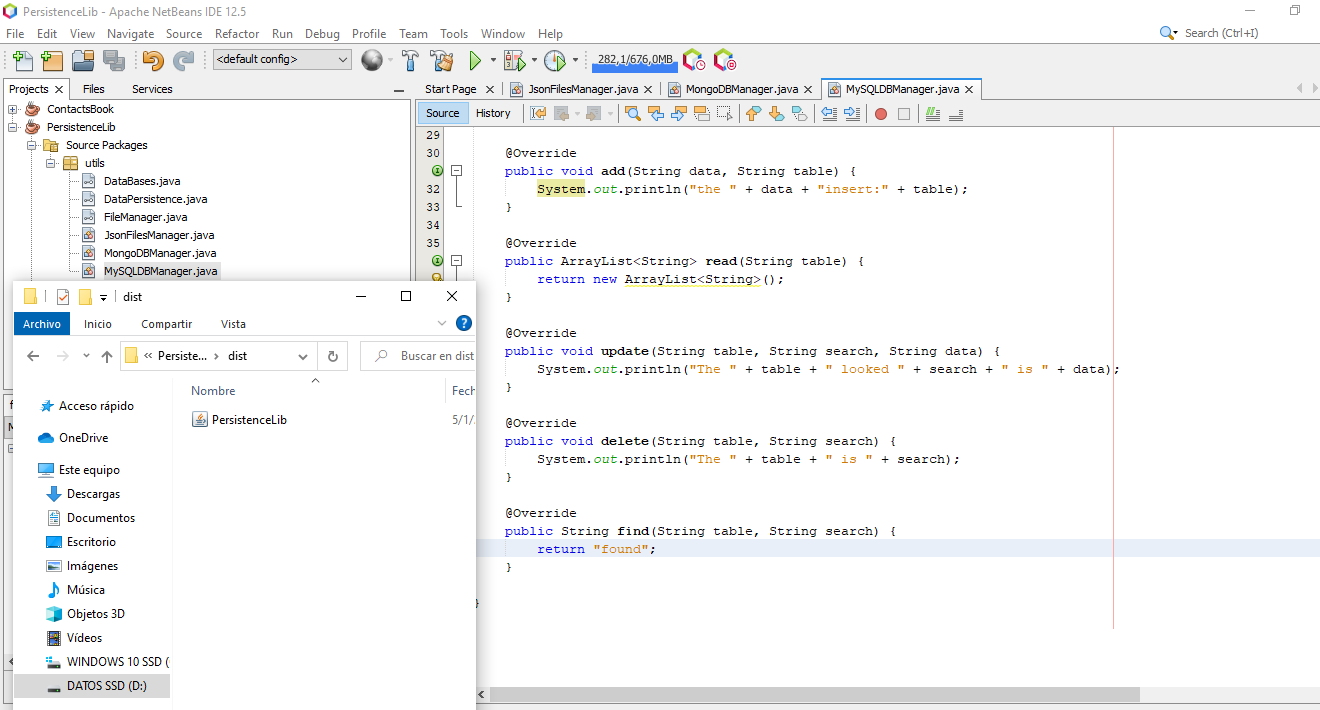 PersistenceLib - Apache NetBeans IDE 12.5
File Edit View Navigate Source Refactor Run Debug Profile Team Tools Window Help
Search (Ctrl+I)
<default config>
282,1/676,0MB
Projects Files Services
ContactsBook
PersistenceLib
Source Packages
utils
DataBases.java
DataPersistence.java
FileManager.java
JsonFilesManager.java
MongoDBManager.java
MySQLDBManager.java
Start Page JsonFilesManager.java MongoDBManager.java MySQLDBManager.java
Source History
29
30 @Override
public void add(String data, String table) {
32 System.out.println("the " + data + "insert:" + table);
33 }
34
35 @Override
public ArrayList<String> read(String table) {
return new ArrayList<String>();
}
@Override
public void update(String table, String search, String data) {
System.out.println("The " + table + " looked " + search + " is " + data);
}
@Override
public void delete(String table, String search) {
System.out.println("The " + table + " is " + search);
}
@Override
public String find(String table, String search) {
return "found";
}
}
dist
Archivo Inicio Compartir Vista
« Persiste... › dist
Buscar en dist
Acceso rápido
OneDrive
Este equipo
Descargas
Documentos
Escritorio
Imágenes
Música
Objetos 3D
Vídeos
WINDOWS 10 SSD (
DATOS SSD (D:)
Nombre Fech
PersistenceLib 5/1/